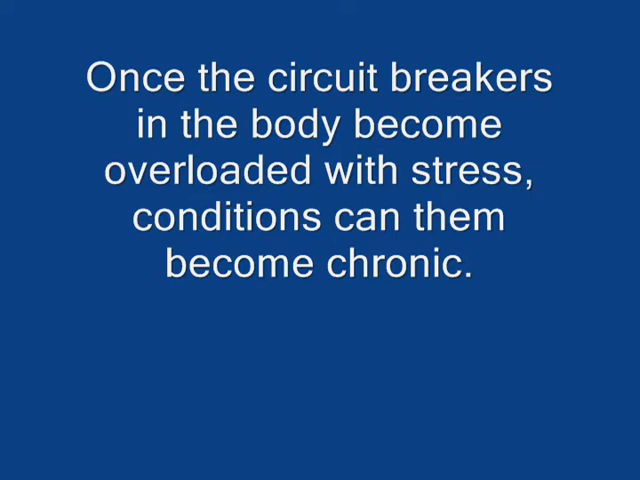 Once the circuit breakers
in the body become
overloaded with stress,
conditions can them
become chronic.